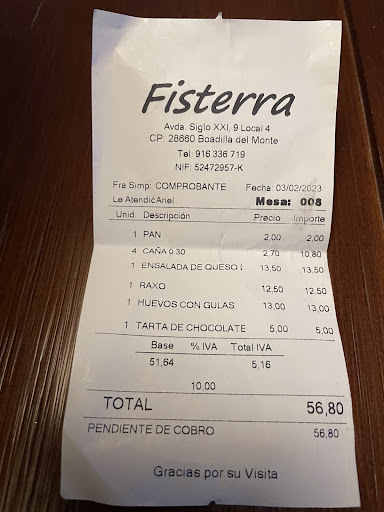 Fisterra
Avda. Siglo XXI, 9 Local 4
CP: 28660 Boadilla del Monte
Tel: 916 336 719
NIF: 52472957-K
Fra Simp: COMPROBANTE Fecha: 03/02/2023
Le Atendió Ariel Mesa: 008
Unid Descripción Precio Importe
1 PAN 2,00 2,00
4 CAÑA 0.30 2,70 10,80
1 ENSALADA DE QUESO 13,50 13,50
1 RAXO 12,50 12,50
1 HUEVOS CON GULAS 13,00 13,00
1 TARTA DE CHOCOLATE 5,00 5,00
Base % IVA Total IVA
51,64 5,16
10,00
TOTAL 56,80
PENDIENTE DE COBRO 56,80
Gracias por su Visita